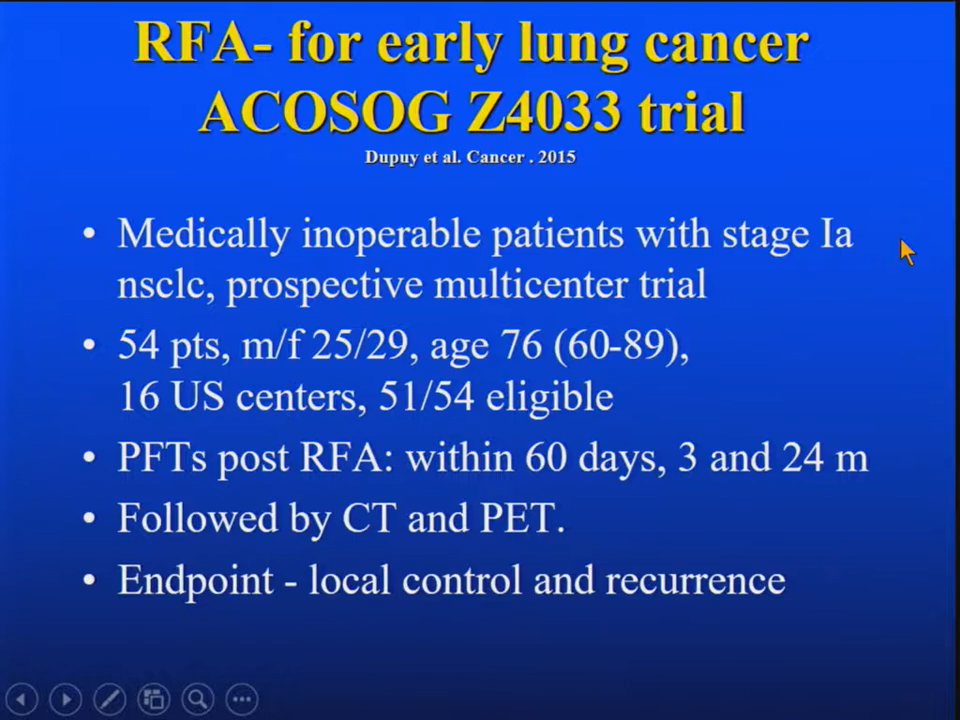 RFA- for early lung cancer
ACOSOG Z4033 trial
Dupuy et al. Cancer . 2015
• Medically inoperable patients with stage Ia
nsclc, prospective multicenter trial
• 54 pts, m/f 25/29, age 76 (60-89),
16 US centers, 51/54 eligible
• PFTs post RFA: within 60 days, 3 and 24 m
• Followed by CT and PET.
• Endpoint - local control and recurrence